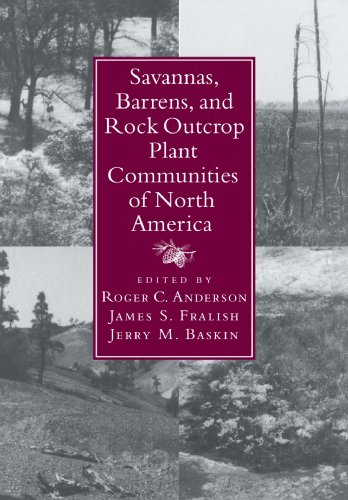 Savannas,
Barrens, and
Rock Outcrop
Plant
Communities
of North
America
EDITED BY
ROGER C. ANDERSON
JAMES S. FRALISH
JERRY M. BASKIN